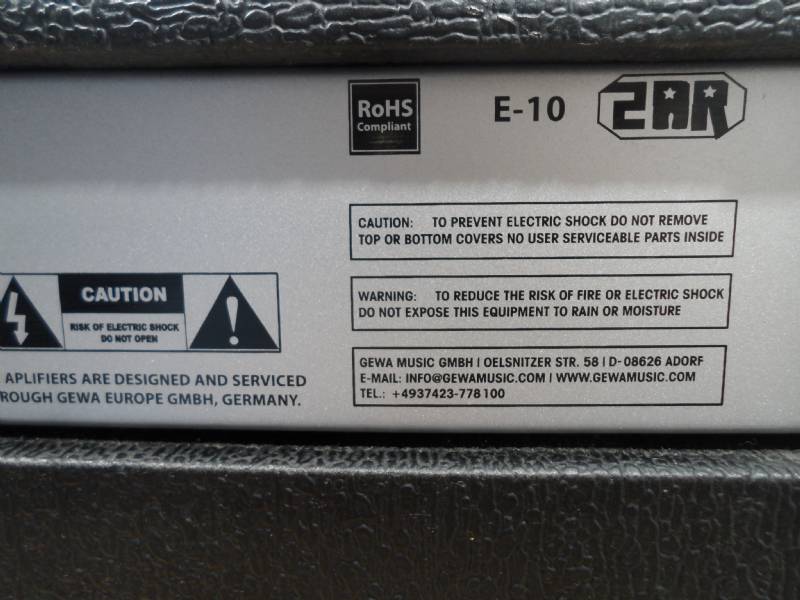 RoHS
Compliant
E-10
2AR
CAUTION: TO PREVENT ELECTRIC SHOCK DO NOT REMOVE
TOP OR BOTTOM COVERS NO USER SERVICEABLE PARTS INSIDE
CAUTION
RISK OF ELECTRIC SHOCK
DO NOT OPEN
WARNING: TO REDUCE THE RISK OF FIRE OR ELECTRIC SHOCK
DO NOT EXPOSE THIS EQUIPMENT TO RAIN OR MOISTURE
APLIFIERS ARE DESIGNED AND SERVICED
ROUGH GEWA EUROPE GMBH, GERMANY.
GEWA MUSIC GMBH | OELSNITZER STR. 58 | D-08626 ADORF
E-MAIL: INFO@GEWAMUSIC.COM | WWW.GEWAMUSIC.COM
TEL.: +4937423-778100